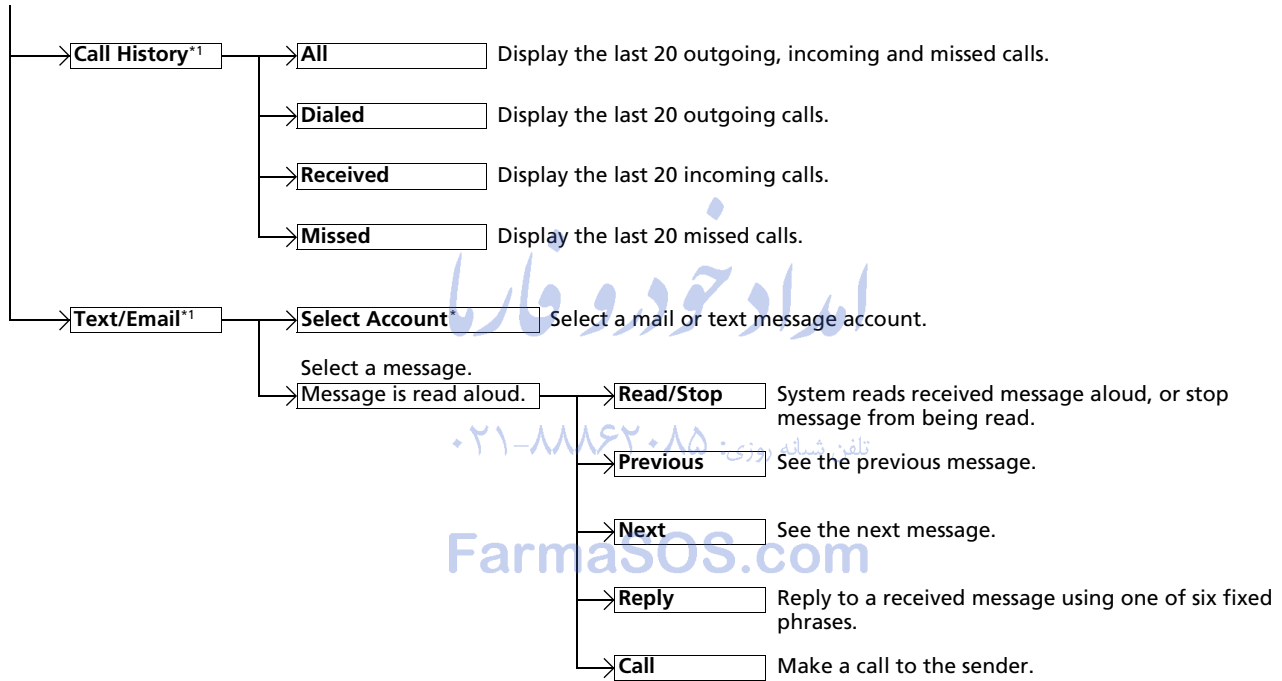 Call History*1
All
Display the last 20 outgoing, incoming and missed calls.
Dialed
Display the last 20 outgoing calls.
Received
Display the last 20 incoming calls.
Missed
Display the last 20 missed calls.
امداد خودرو فارما
Text/Email*1
Select Account*
Select a mail or text message account.
Select a message.
Message is read aloud.
Read/Stop
System reads received message aloud, or stop
message from being read.
تلفن شبانه روزی: ۰۲۱-۸۸۸۶۲۰۸۵
Previous
See the previous message.
Next
See the next message.
FarmaSOS.com
Reply
Reply to a received message using one of six fixed
phrases.
Call
Make a call to the sender.